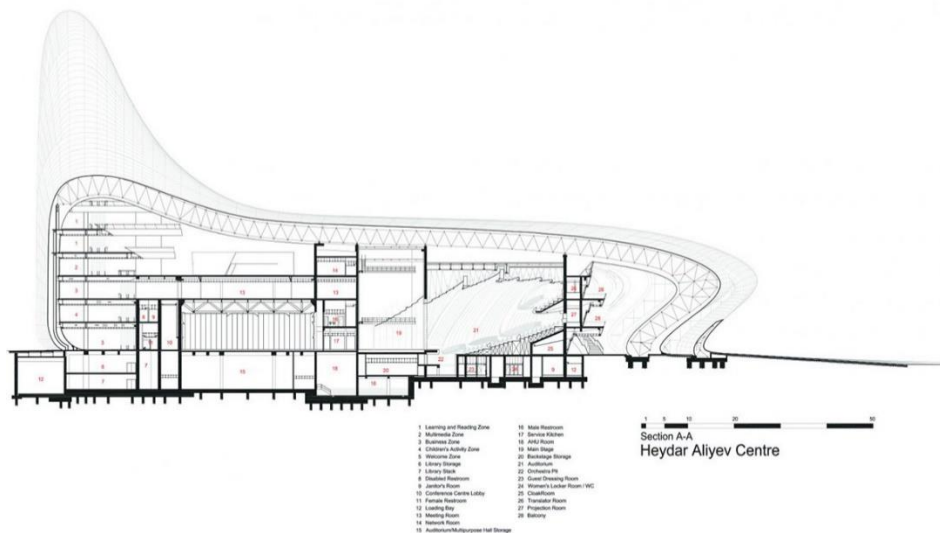 1 Learning and Reading Zone
2 Multimedia Zone
3 Business Zone
4 Children's Activity Zone
5 Welcome Zone
6 Library Storage
7 Library Stack
8 Disabled Restroom
9 Janitor's Room
10 Conference Centre Lobby
11 Female Restroom
12 Loading Bay
13 Meeting Room
14 Network Room
15 Auditorium/Multipurpose Hall Storage
16 Male Restroom
17 Service Kitchen
18 AHU Room
19 Main Stage
20 Backstage Storage
21 Auditorium
22 Orchestra Pit
23 Guest Dressing Room
24 Women's Locker Room / WC
25 CloakRoom
26 Translator Room
27 Projection Room
28 Balcony
1 5 10 20 50
Section A-A
Heydar Aliyev Centre